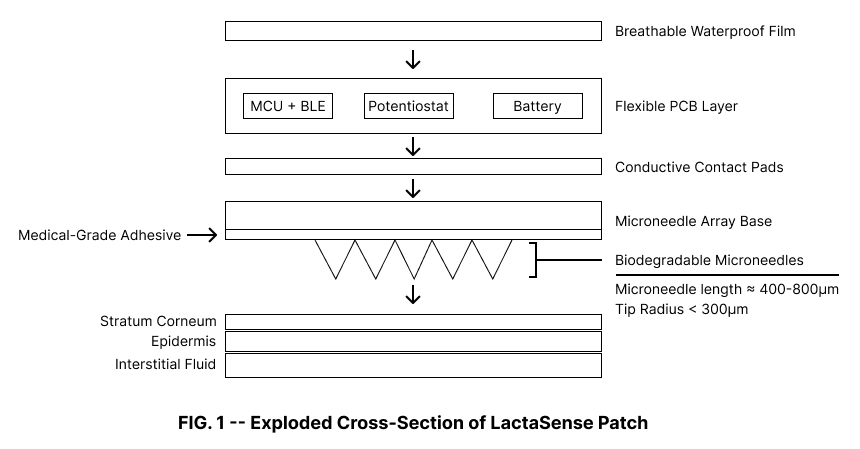 Breathable Waterproof Film
MCU + BLE
Potentiostat
Battery
Flexible PCB Layer
Conductive Contact Pads
Microneedle Array Base
Medical-Grade Adhesive
Biodegradable Microneedles
Microneedle length ≈ 400-800μm
Tip Radius < 300μm
Stratum Corneum
Epidermis
Interstitial Fluid
FIG. 1 -- Exploded Cross-Section of LactaSense Patch